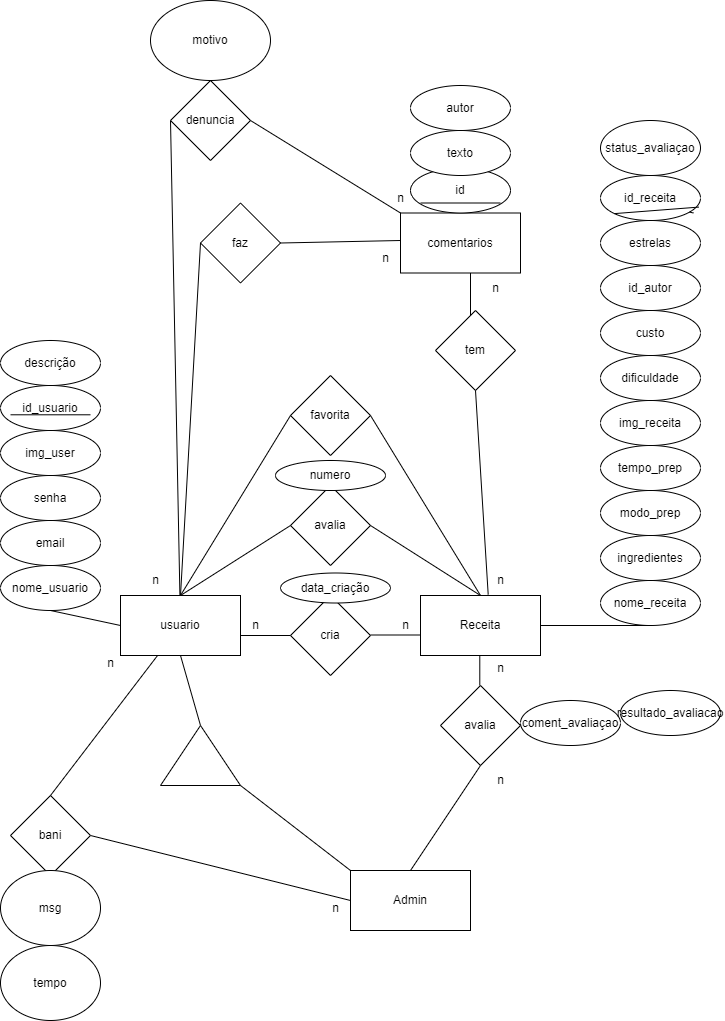 motivo
denuncia
autor
texto
id
n
comentarios
faz
n
n
tem
status_avaliaçao
id_receita
estrelas
id_autor
custo
dificuldade
img_receita
tempo_prep
modo_prep
ingredientes
nome_receita
descrição
id_usuario
img_user
senha
email
nome_usuario
favorita
numero
avalia
n
n
data_criação
usuario
n
cria
n
Receita
n
n
avalia
coment_avaliaçao
resultado_avaliacao
n
bani
Admin
n
msg
tempo